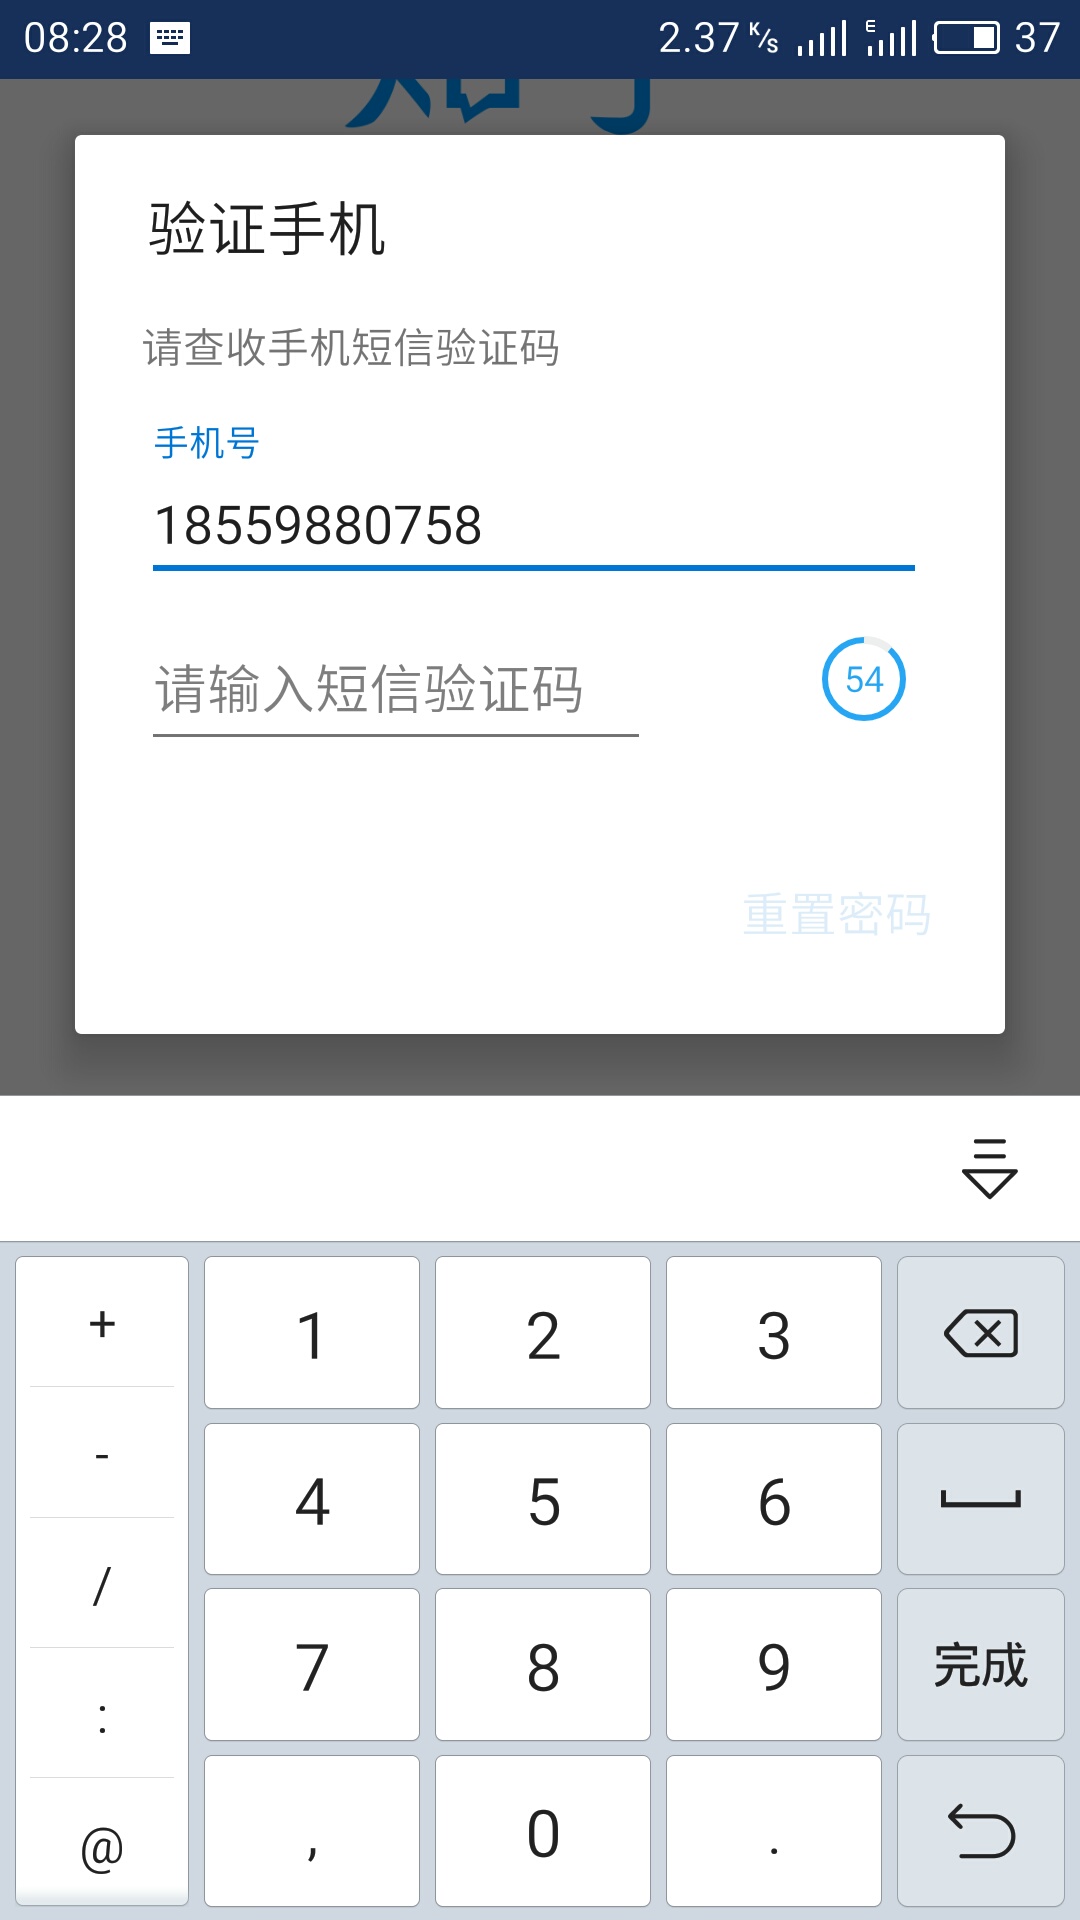 08:28 2.37 K/s E 37
知乎
验证手机
请查收手机短信验证码
手机号
18559880758
请输入短信验证码 54
重置密码
+ 1 2 3
- 4 5 6
/ 7 8 9 完成
:
@ , 0 .